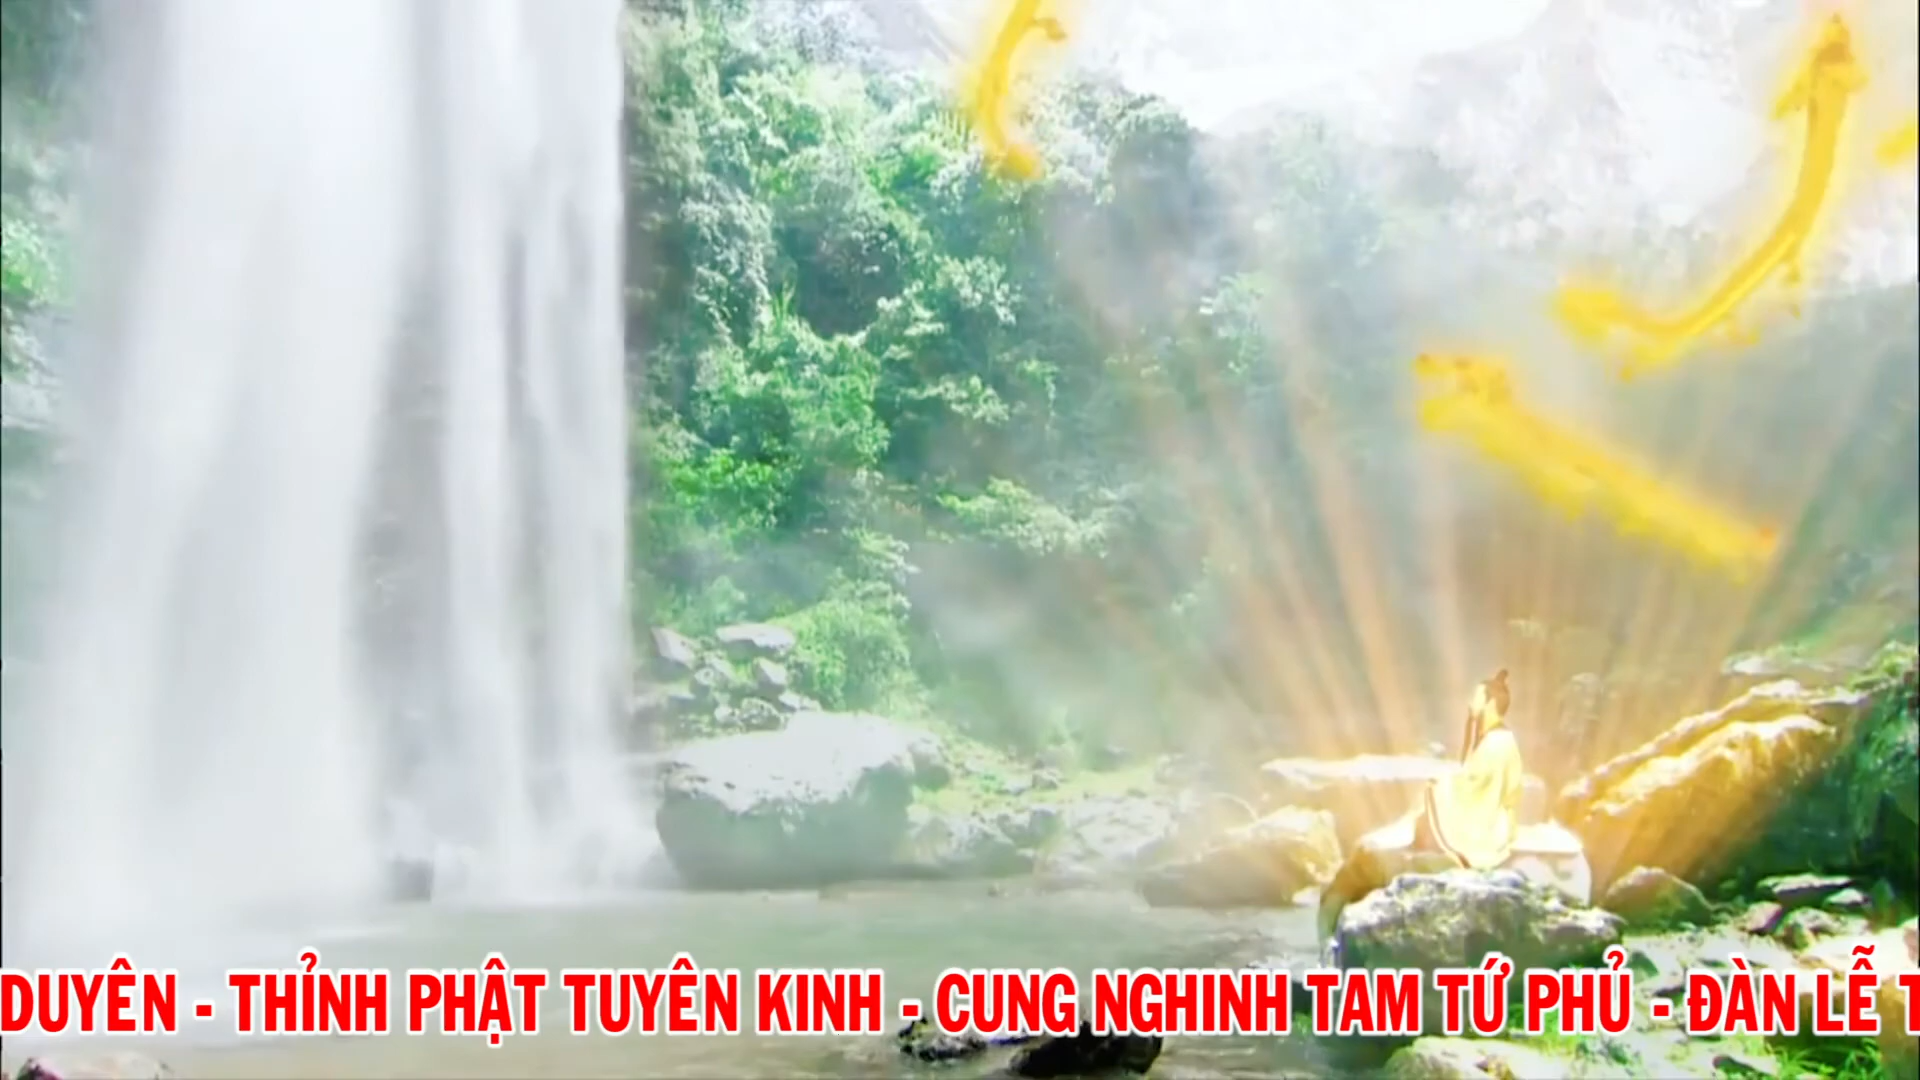 DUYÊN - THỈNH PHẬT TUYÊN KINH - CUNG NGHINH TAM TỨ PHỦ - ĐÀN LỄ